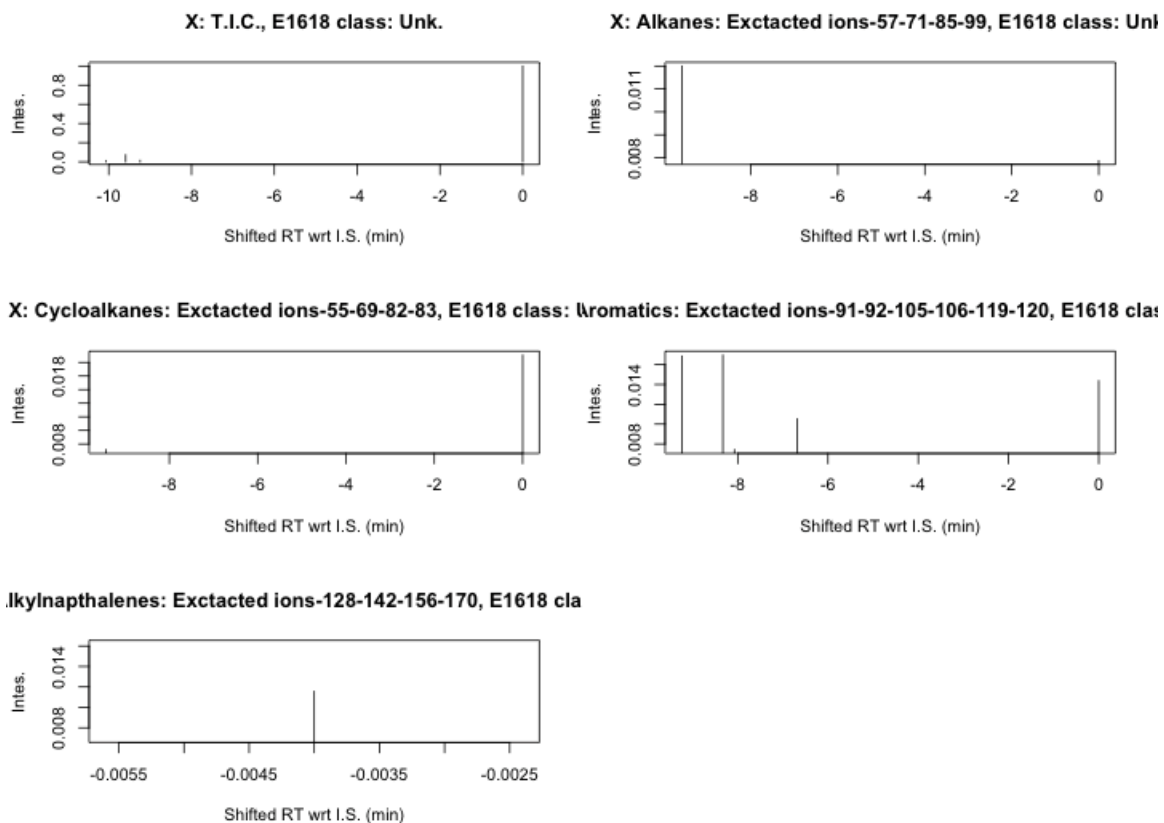 X: T.I.C., E1618 class: Unk.
Intes.
0.0 0.4 0.8
-10 -8 -6 -4 -2 0
Shifted RT wrt I.S. (min)
X: Alkanes: Exctacted ions-57-71-85-99, E1618 class: Unk
Intes.
0.008 0.011
-8 -6 -4 -2 0
Shifted RT wrt I.S. (min)
X: Cycloalkanes: Exctacted ions-55-69-82-83, E1618 class: U
Intes.
0.008 0.018
-8 -6 -4 -2 0
Shifted RT wrt I.S. (min)
Aromatics: Exctacted ions-91-92-105-106-119-120, E1618 clas
Intes.
0.008 0.014
-8 -6 -4 -2 0
Shifted RT wrt I.S. (min)
lkylnapthalenes: Exctacted ions-128-142-156-170, E1618 cla
Intes.
0.008 0.014
-0.0055 -0.0045 -0.0035 -0.0025
Shifted RT wrt I.S. (min)